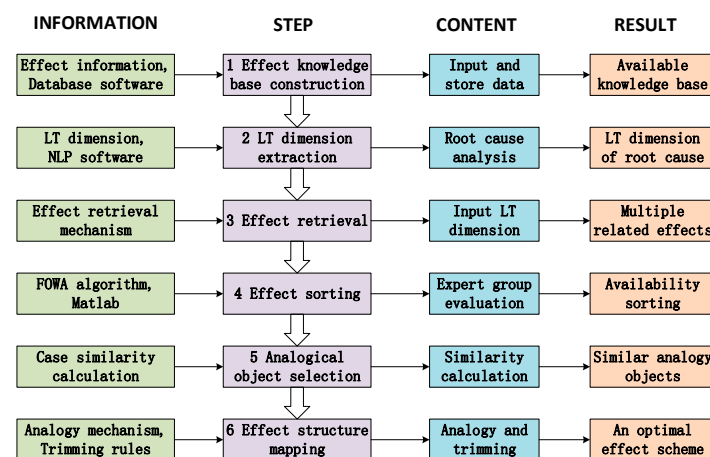 INFORMATION STEP CONTENT RESULT
Effect information,
Database software
1 Effect knowledge
base construction
Input and
store data
Available
knowledge base
LT dimension,
NLP software
2 LT dimension
extraction
Root cause
analysis
LT dimension
of root cause
Effect retrieval
mechanism
3 Effect retrieval
Input LT
dimension
Multiple
related effects
FOWA algorithm,
Matlab
4 Effect sorting
Expert group
evaluation
Availability
sorting
Case similarity
calculation
5 Analogical
object selection
Similarity
calculation
Similar analogy
objects
Analogy mechanism,
Trimming rules
6 Effect structure
mapping
Analogy and
trimming
An optimal
effect scheme